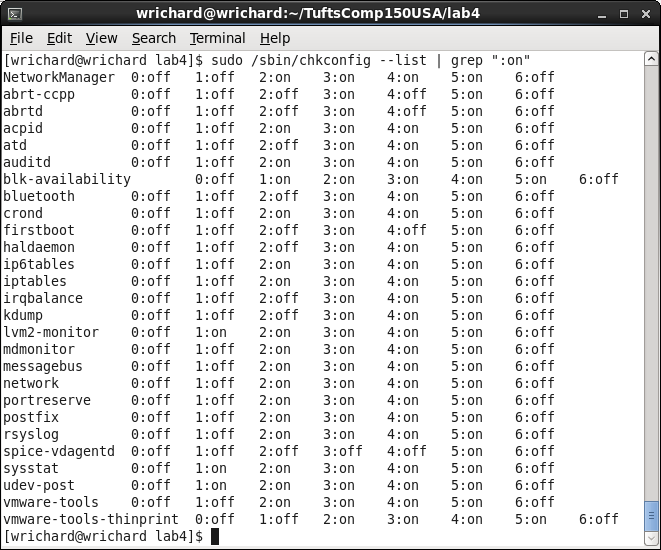 wrichard@wrichard:~/TuftsComp150USA/lab4
File Edit View Search Terminal Help
[wrichard@wrichard lab4]$ sudo /sbin/chkconfig --list | grep ":on"
NetworkManager 0:off 1:off 2:on 3:on 4:on 5:on 6:off
abrt-ccpp 0:off 1:off 2:off 3:on 4:off 5:on 6:off
abrtd 0:off 1:off 2:off 3:on 4:off 5:on 6:off
acpid 0:off 1:off 2:on 3:on 4:on 5:on 6:off
atd 0:off 1:off 2:off 3:on 4:on 5:on 6:off
auditd 0:off 1:off 2:on 3:on 4:on 5:on 6:off
blk-availability 0:off 1:on 2:on 3:on 4:on 5:on 6:off
bluetooth 0:off 1:off 2:off 3:on 4:on 5:on 6:off
crond 0:off 1:off 2:on 3:on 4:on 5:on 6:off
firstboot 0:off 1:off 2:off 3:on 4:off 5:on 6:off
haldaemon 0:off 1:off 2:off 3:on 4:on 5:on 6:off
ip6tables 0:off 1:off 2:on 3:on 4:on 5:on 6:off
iptables 0:off 1:off 2:on 3:on 4:on 5:on 6:off
irqbalance 0:off 1:off 2:off 3:on 4:on 5:on 6:off
kdump 0:off 1:off 2:off 3:on 4:on 5:on 6:off
lvm2-monitor 0:off 1:on 2:on 3:on 4:on 5:on 6:off
mdmonitor 0:off 1:off 2:on 3:on 4:on 5:on 6:off
messagebus 0:off 1:off 2:on 3:on 4:on 5:on 6:off
network 0:off 1:off 2:on 3:on 4:on 5:on 6:off
portreserve 0:off 1:off 2:on 3:on 4:on 5:on 6:off
postfix 0:off 1:off 2:on 3:on 4:on 5:on 6:off
rsyslog 0:off 1:off 2:on 3:on 4:on 5:on 6:off
spice-vdagentd 0:off 1:off 2:off 3:off 4:off 5:on 6:off
sysstat 0:off 1:on 2:on 3:on 4:on 5:on 6:off
udev-post 0:off 1:on 2:on 3:on 4:on 5:on 6:off
vmware-tools 0:off 1:off 2:on 3:on 4:on 5:on 6:off
vmware-tools-thinprint 0:off 1:off 2:on 3:on 4:on 5:on 6:off
[wrichard@wrichard lab4]$